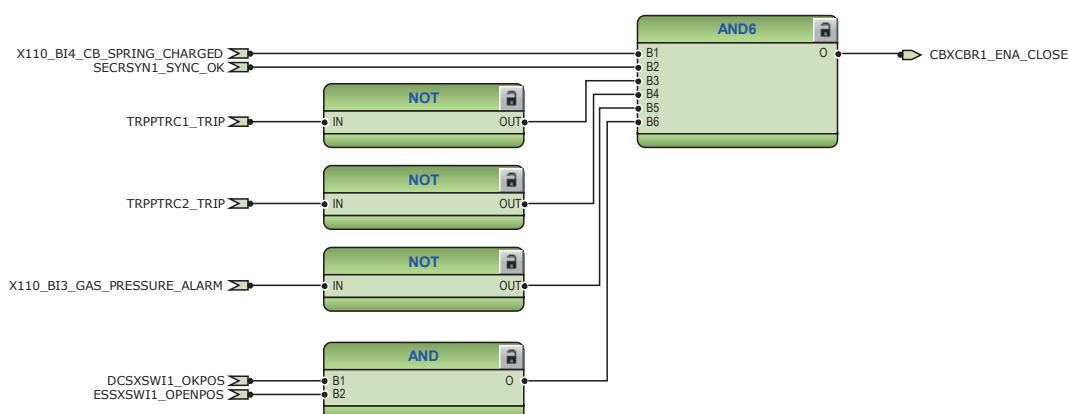 AND6
X110_BI4_CB_SPRING_CHARGED B1 O CBXCBR1_ENA_CLOSE
SECRSYN1_SYNC_OK B2
B3
NOT B4
B5
TRPPTRC1_TRIP IN OUT B6
NOT
TRPPTRC2_TRIP IN OUT
NOT
X110_BI3_GAS_PRESSURE_ALARM IN OUT
AND
DCSXSWI1_OKPOS B1 O
ESSXSWI1_OPENPOS B2